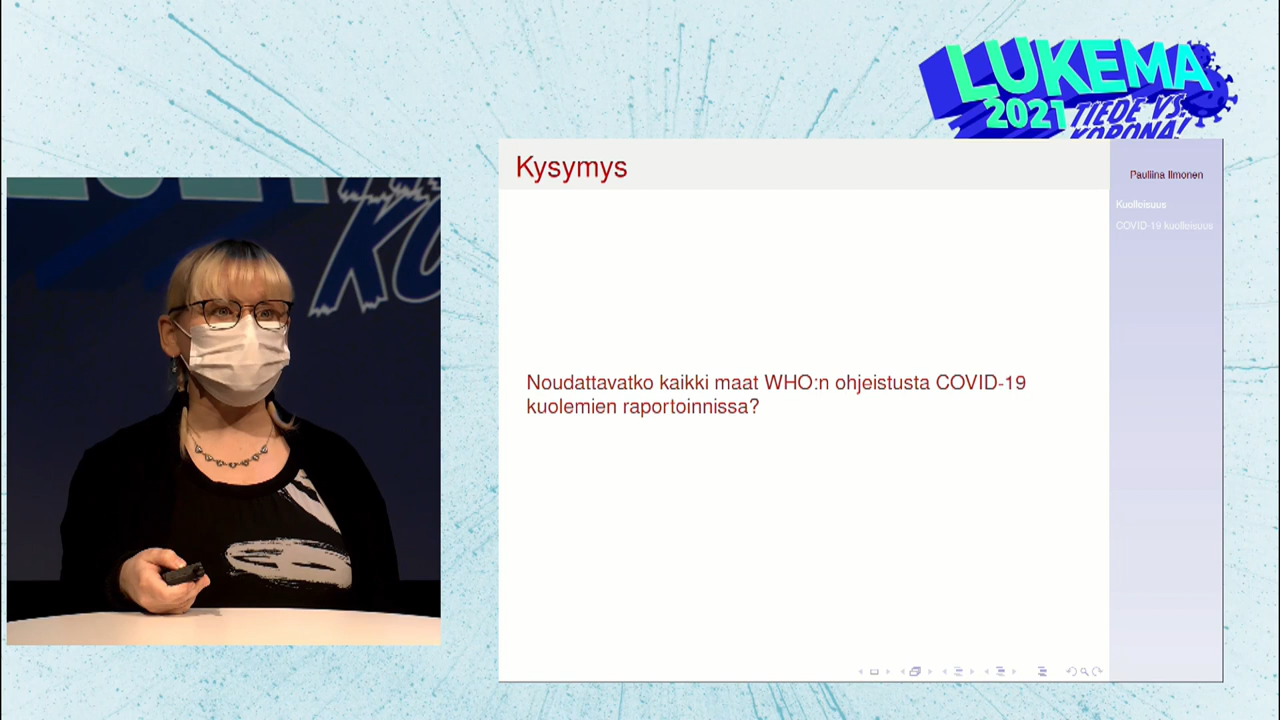 LUKEMA
2021 TIEDE VS.
KORONA!
Kysymys
Pauliina Ilmonen
Kuolleisuus
COVID-19 kuolleisuus
Noudattavatko kaikki maat WHO:n ohjeistusta COVID-19
kuolemien raportoinnissa?